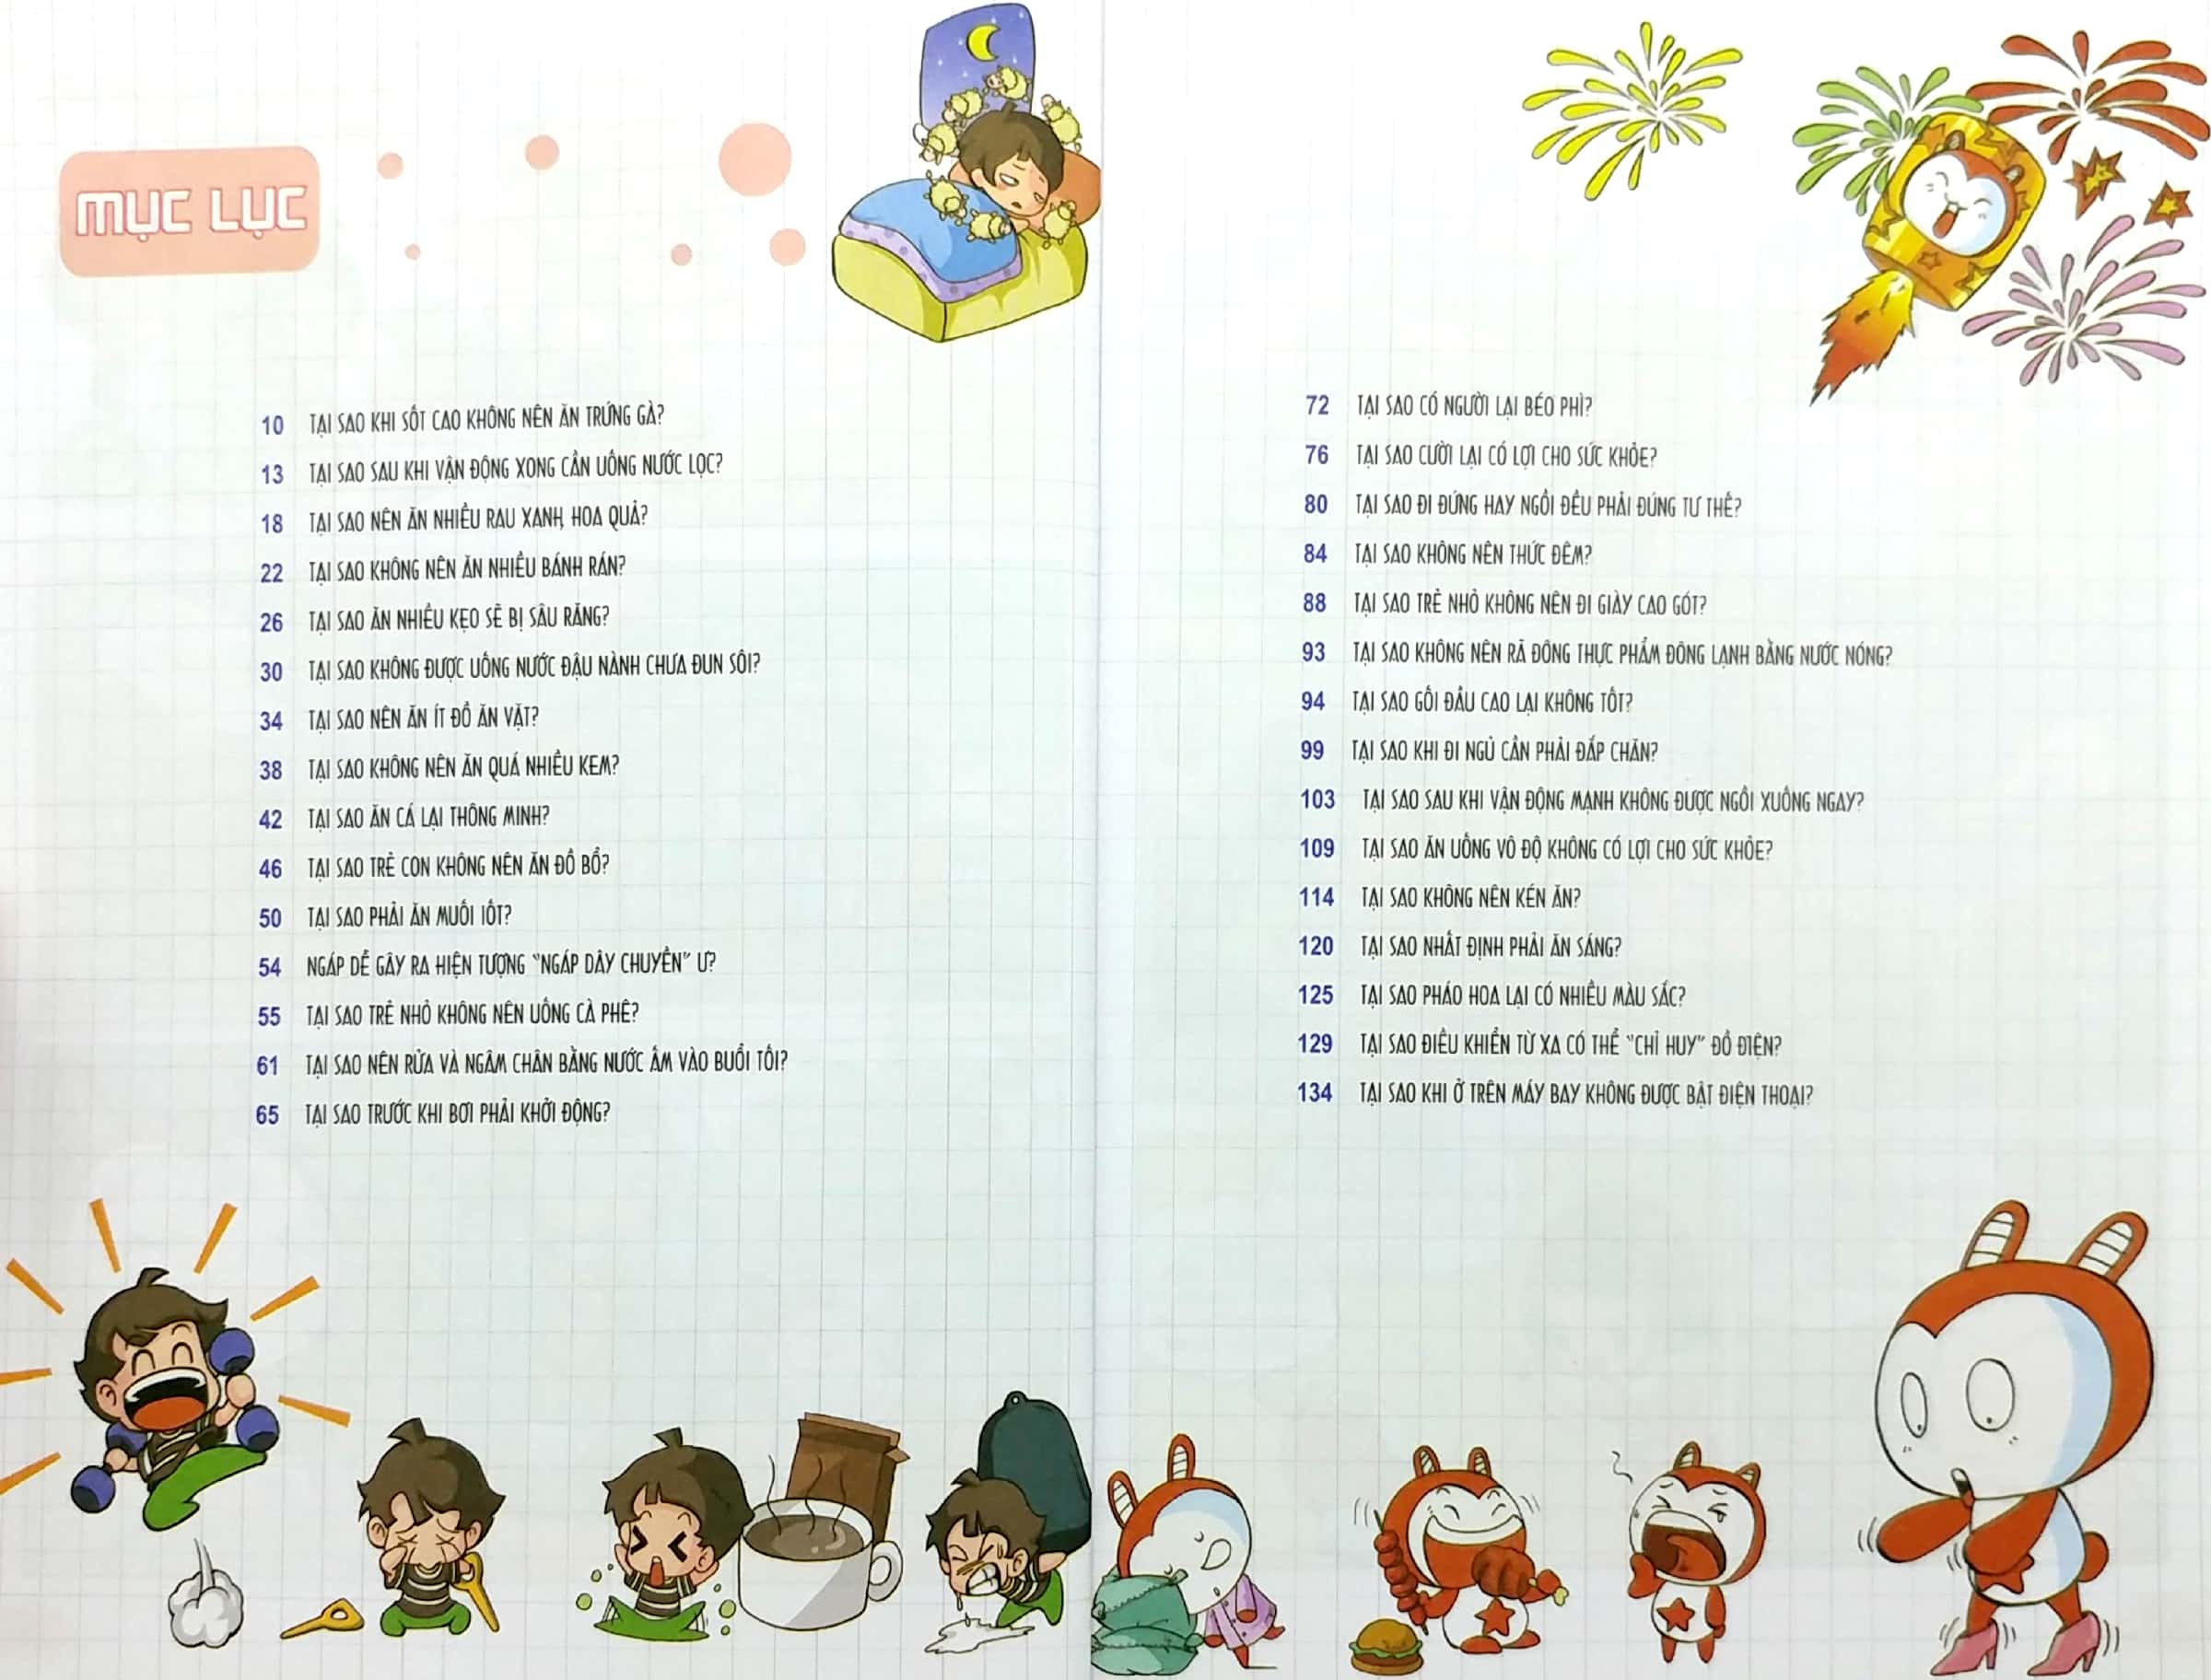 MỤC LỤC
10 TẠI SAO KHI SỐT CAO KHÔNG NÊN ĂN TRỨNG GÀ?
13 TẠI SAO SAU KHI VẬN ĐỘNG XONG CẦN UỐNG NƯỚC LỌC?
18 TẠI SAO NÊN ĂN NHIỀU RAU XANH, HOA QUẢ?
22 TẠI SAO KHÔNG NÊN ĂN NHIỀU BÁNH RÁN?
26 TẠI SAO ĂN NHIỀU KẸO SẼ BỊ SÂU RĂNG?
30 TẠI SAO KHÔNG ĐƯỢC UỐNG NƯỚC ĐẬU NÀNH CHƯA ĐUN SÔI?
34 TẠI SAO NÊN ĂN ÍT ĐỒ ĂN VẶT?
38 TẠI SAO KHÔNG NÊN ĂN QUÁ NHIỀU KEM?
42 TẠI SAO ĂN CÁ LẠI THÔNG MINH?
46 TẠI SAO TRẺ CON KHÔNG NÊN ĂN ĐỒ BỔ?
50 TẠI SAO PHẢI ĂN MUỐI IỐT?
54 NGÁP DỄ GÂY RA HIỆN TƯỢNG "NGÁP DÂY CHUYỀN" Ư?
55 TẠI SAO TRẺ NHỎ KHÔNG NÊN UỐNG CÀ PHÊ?
61 TẠI SAO NÊN RỬA VÀ NGÂM CHÂN BẰNG NƯỚC ẤM VÀO BUỔI TỐI?
65 TẠI SAO TRƯỚC KHI BƠI PHẢI KHỞI ĐỘNG?
72 TẠI SAO CÓ NGƯỜI LẠI BÉO PHÌ?
76 TẠI SAO CƯỜI LẠI CÓ LỢI CHO SỨC KHỎE?
80 TẠI SAO ĐI ĐỨNG HAY NGỒI ĐỀU PHẢI ĐÚNG TƯ THẾ?
84 TẠI SAO KHÔNG NÊN THỨC ĐÊM?
88 TẠI SAO TRẺ NHỎ KHÔNG NÊN ĐI GIÀY CAO GÓT?
93 TẠI SAO KHÔNG NÊN RÃ ĐÔNG THỰC PHẨM ĐÔNG LẠNH BẰNG NƯỚC NÓNG?
94 TẠI SAO GỐI ĐẦU CAO LẠI KHÔNG TỐT?
99 TẠI SAO KHI ĐI NGỦ CẦN PHẢI ĐẮP CHĂN?
103 TẠI SAO SAU KHI VẬN ĐỘNG MẠNH KHÔNG ĐƯỢC NGỒI XUỐNG NGAY?
109 TẠI SAO ĂN UỐNG VÔ ĐỘ KHÔNG CÓ LỢI CHO SỨC KHỎE?
114 TẠI SAO KHÔNG NÊN KÉN ĂN?
120 TẠI SAO NHẤT ĐỊNH PHẢI ĂN SÁNG?
125 TẠI SAO PHÁO HOA LẠI CÓ NHIỀU MÀU SẮC?
129 TẠI SAO ĐIỀU KHIỂN TỪ XA CÓ THỂ "CHỈ HUY" ĐỒ ĐIỆN?
134 TẠI SAO KHI Ở TRÊN MÁY BAY KHÔNG ĐƯỢC BẬT ĐIỆN THOẠI?